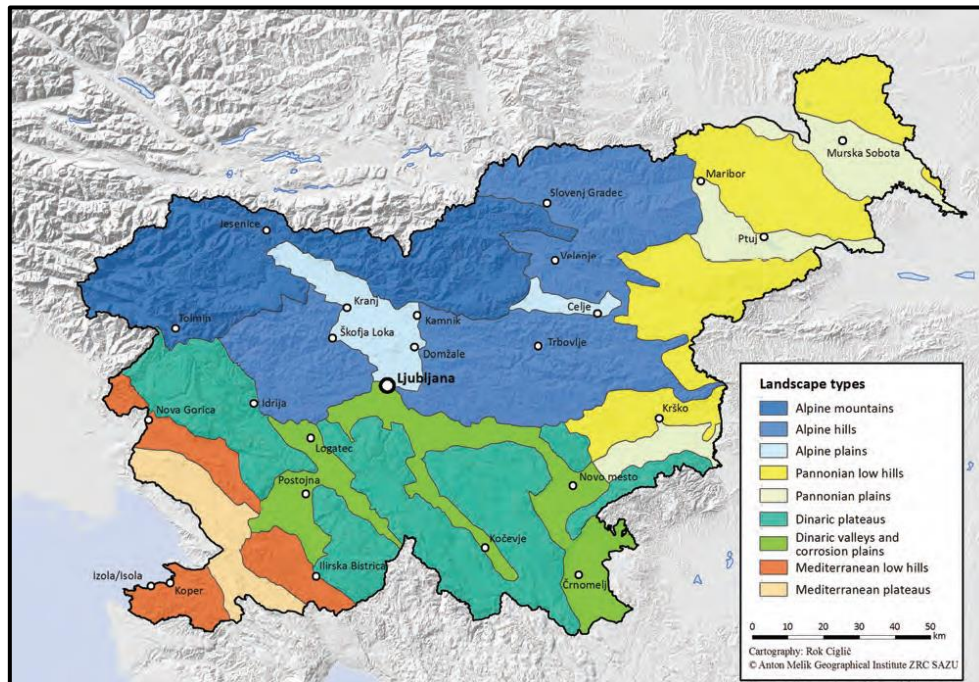 Slovenj Gradec
Murska Sobota
Maribor
Jesenice
Ptuj
Velenje
Kranj
Celje
Kamnik
Tolmin
Škofja Loka
Trbovlje
Domžale
Ljubljana
Idrija
Nova Gorica
Krško
Logatec
Postojna
Novo mesto
Kočevje
Ilirska Bistrica
Črnomelj
Izola/Isola
Koper
Landscape types
Alpine mountains
Alpine hills
Alpine plains
Pannonian low hills
Pannonian plains
Dinaric plateaus
Dinaric valleys and
corrosion plains
Mediterranean low hills
Mediterranean plateaus
0 10 20 30 40 50
km
Cartography: Rok Ciglič
© Anton Melik Geographical Institute ZRC SAZU